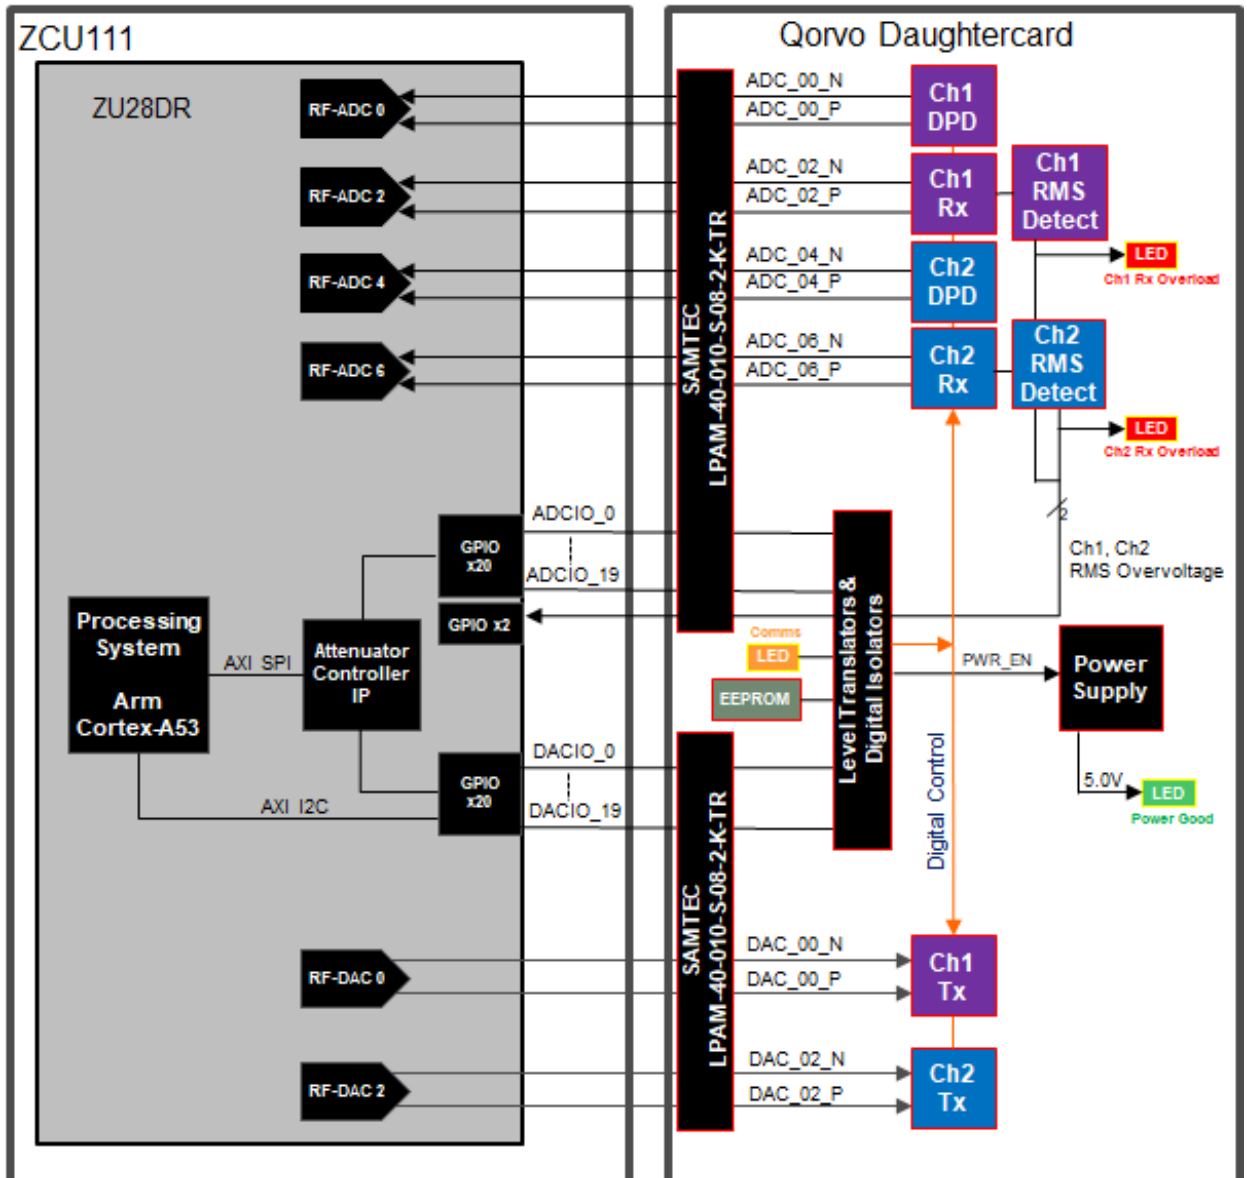 ZCU111
Qorvo Daughtercard
ZU28DR
RF-ADC 0
RF-ADC 2
RF-ADC 4
RF-ADC 6
SAMTEC
LPAM-40-010-S-08-2-K-TR
ADC_00_N
ADC_00_P
ADC_02_N
ADC_02_P
ADC_04_N
ADC_04_P
ADC_06_N
ADC_06_P
Ch1
DPD
Ch1
Rx
Ch2
DPD
Ch2
Rx
Ch1
RMS
Detect
LED
Ch1 Rx Overload
Ch2
RMS
Detect
LED
Ch2 Rx Overload
2
Ch1, Ch2
RMS Overvoltage
ADCIO_0
ADCIO_19
GPIO
x20
GPIO x2
Processing
System
Arm
Cortex-A53
AXI SPI
Attenuator
Controller
IP
AXI I2C
GPIO
x20
DACIO_0
DACIO_19
Comms
LED
EEPROM
Level Translators &
Digital Isolators
PWR_EN
Power
Supply
5.0V
LED
Power Good
Digital Control
SAMTEC
LPAM-40-010-S-08-2-K-TR
RF-DAC 0
RF-DAC 2
DAC_00_N
DAC_00_P
DAC_02_N
DAC_02_P
Ch1
Tx
Ch2
Tx